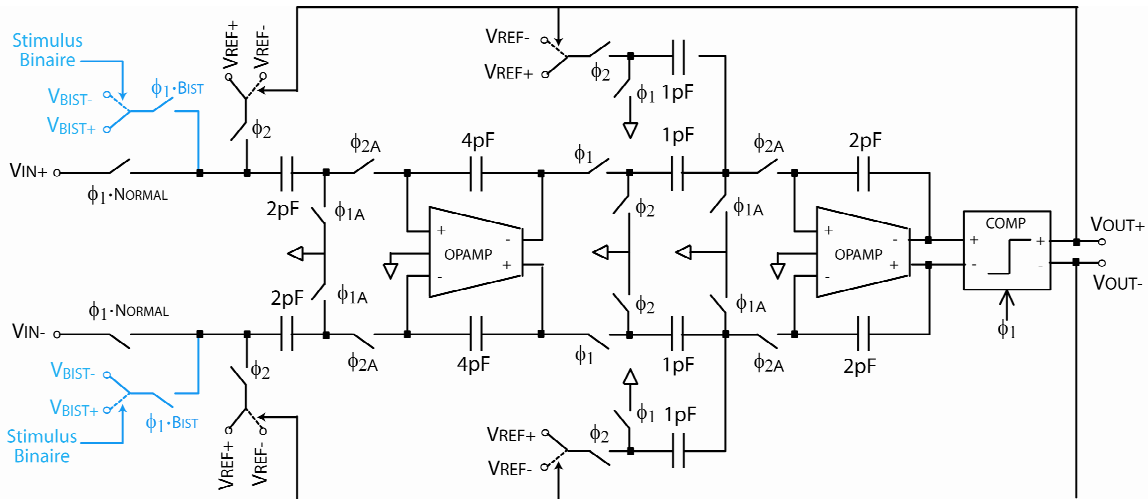 Stimulus
Binaire
VBIST-
VBIST+
ϕ1·BIST
VREF+
VREF-
ϕ2
VIN+
ϕ1·NORMAL
2pF
ϕ2A
ϕ1A
4pF
+
-
OPAMP
-
+
ϕ1
VREF-
VREF+
ϕ2
ϕ1
1pF
1pF
ϕ2
ϕ1A
ϕ2A
2pF
+
-
OPAMP
-
+
COMP
+
-
+
-
ϕ1
VOUT+
VOUT-
VIN-
ϕ1·NORMAL
2pF
ϕ1A
ϕ2A
4pF
ϕ1
ϕ2
ϕ1A
1pF
ϕ2A
2pF
VBIST-
VBIST+
ϕ1·BIST
Stimulus
Binaire
ϕ2
VREF+
VREF-
VREF+
VREF-
ϕ2
ϕ1
1pF